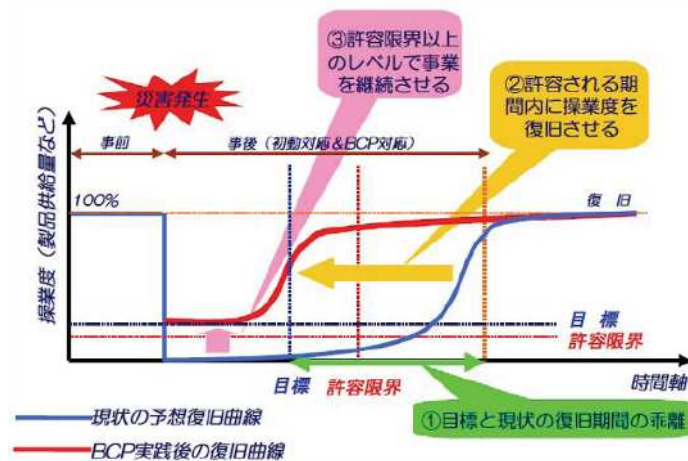 ③許容限界以上
のレベルで事業
を継続させる
災害発生
②許容される期
間内に操業度を
復旧させる
事前
事後（初動対応&BCP対応）
操業度（製品供給量など）
100%
復旧
目標
許容限界
目標
許容限界
時間軸
①目標と現状の復旧期間の乖離
現状の予想復旧曲線
BCP実践後の復旧曲線